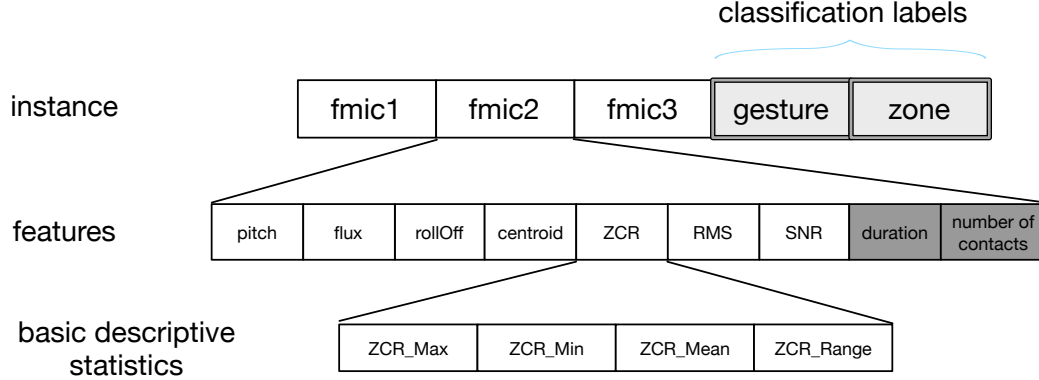 classification labels
instance
fmic1 fmic2 fmic3 gesture zone
features
pitch flux rollOff centroid ZCR RMS SNR duration number of
contacts
basic descriptive
statistics
ZCR_Max ZCR_Min ZCR_Mean ZCR_Range